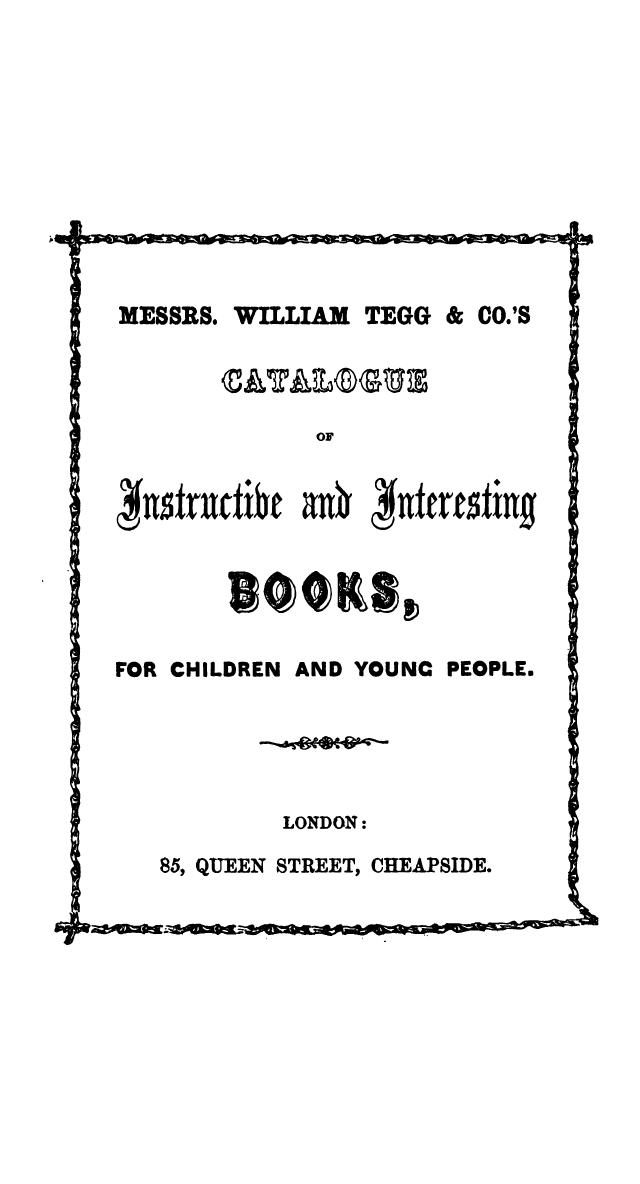 MESSRS. WILLIAM TEGG & CO.'S
CATALOGUE
OF
Instructive and Interesting
BOOKS,
FOR CHILDREN AND YOUNG PEOPLE.
LONDON:
85, QUEEN STREET, CHEAPSIDE.